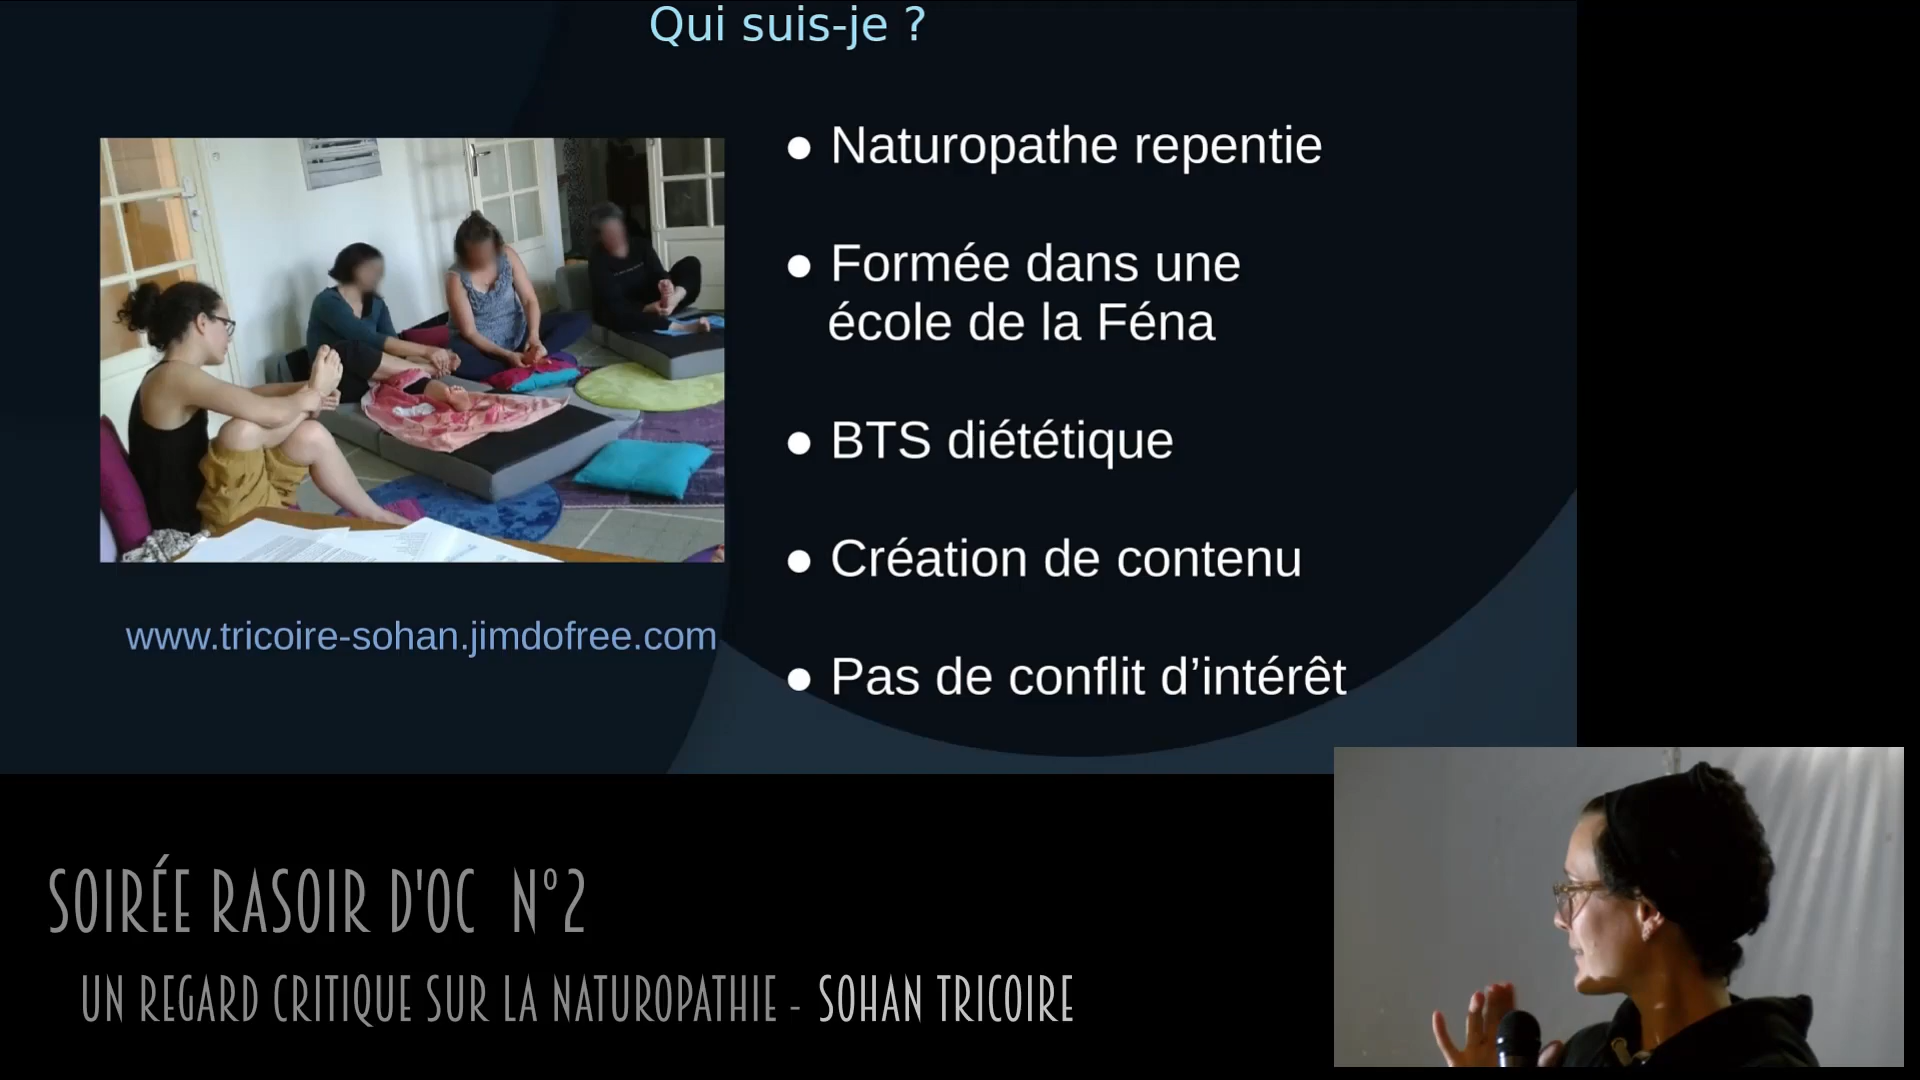 Qui suis-je ?
● Naturopathe repentie
● Formée dans une
école de la Féna
● BTS diététique
● Création de contenu
● Pas de conflit d’intérêt
www.tricoire-sohan.jimdofree.com
SOIRÉE RASOIR D'OC N°2
UN REGARD CRITIQUE SUR LA NATUROPATHIE - SOHAN TRICOIRE